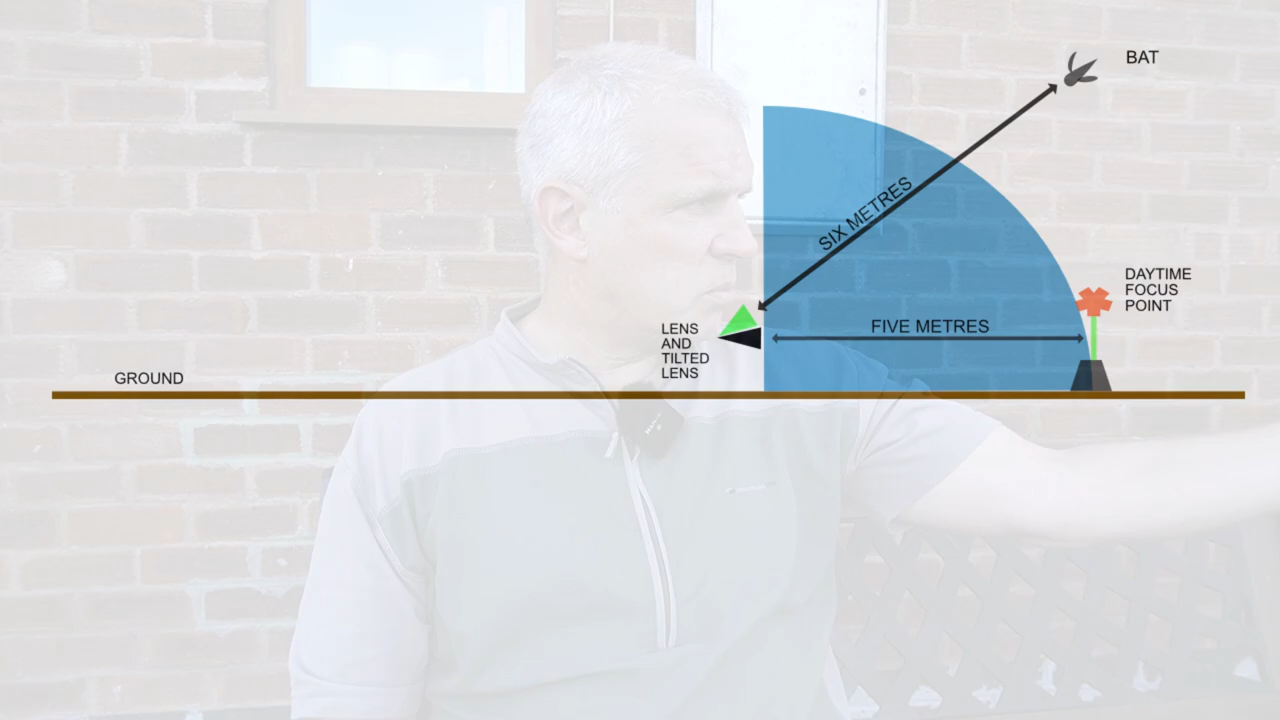 BAT
SIX METRES
DAYTIME
FOCUS
POINT
FIVE METRES
LENS
AND
TILTED
LENS
GROUND